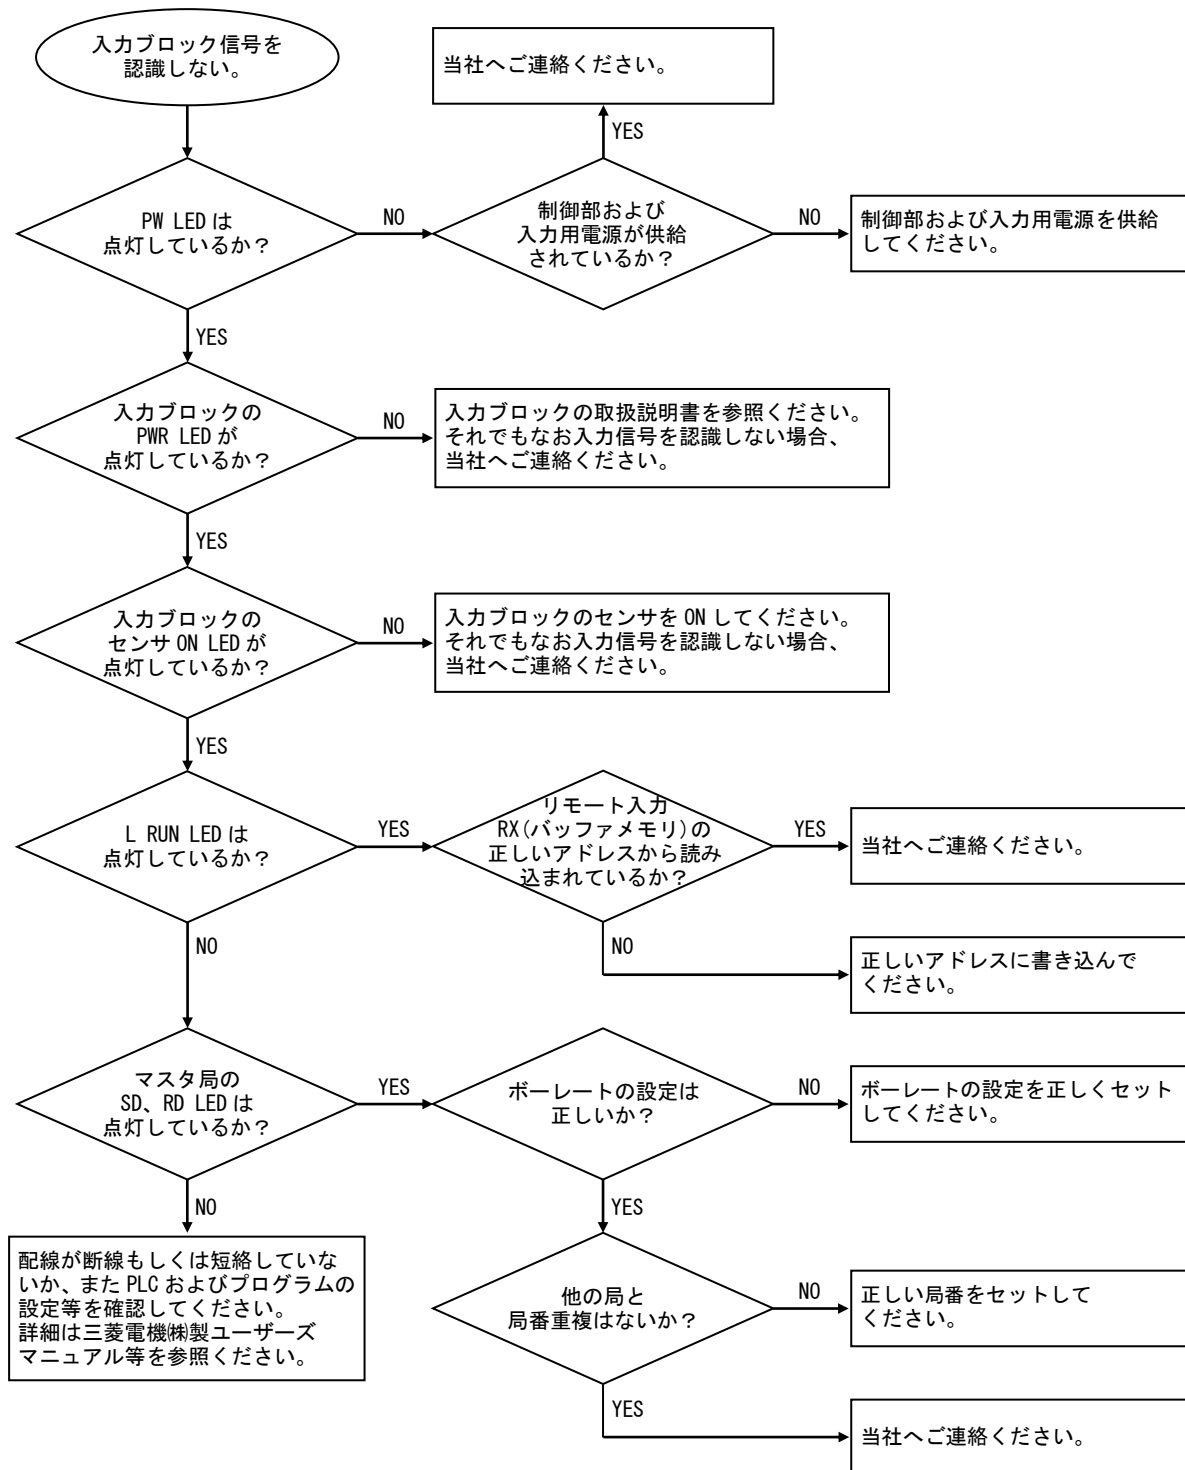 入力ブロック信号を
認識しない。
当社へご連絡ください。
YES
PW LED は
点灯しているか？
NO
制御部および
入力用電源が供給
されているか？
NO
制御部および入力用電源を供給
してください。
YES
入力ブロックの
PWR LED が
点灯しているか？
NO
入力ブロックの取扱説明書を参照ください。
それでもなお入力信号を認識しない場合、
当社へご連絡ください。
YES
入力ブロックの
センサ ON LED が
点灯しているか？
NO
入力ブロックのセンサを ON してください。
それでもなお入力信号を認識しない場合、
当社へご連絡ください。
YES
L RUN LED は
点灯しているか？
YES
リモート入力
RX(バッファメモリ)の
正しいアドレスから読み
込まれているか？
YES
当社へご連絡ください。
NO
NO
正しいアドレスに書き込んで
ください。
マスタ局の
SD、RD LED は
点灯しているか？
YES
ボーレートの設定は
正しいか？
NO
ボーレートの設定を正しくセット
してください。
NO
YES
配線が断線もしくは短絡していな
いか、また PLC およびプログラムの
設定等を確認してください。
詳細は三菱電機㈱製ユーザーズ
マニュアル等を参照ください。
他の局と
局番重複はないか？
NO
正しい局番をセットして
ください。
YES
当社へご連絡ください。